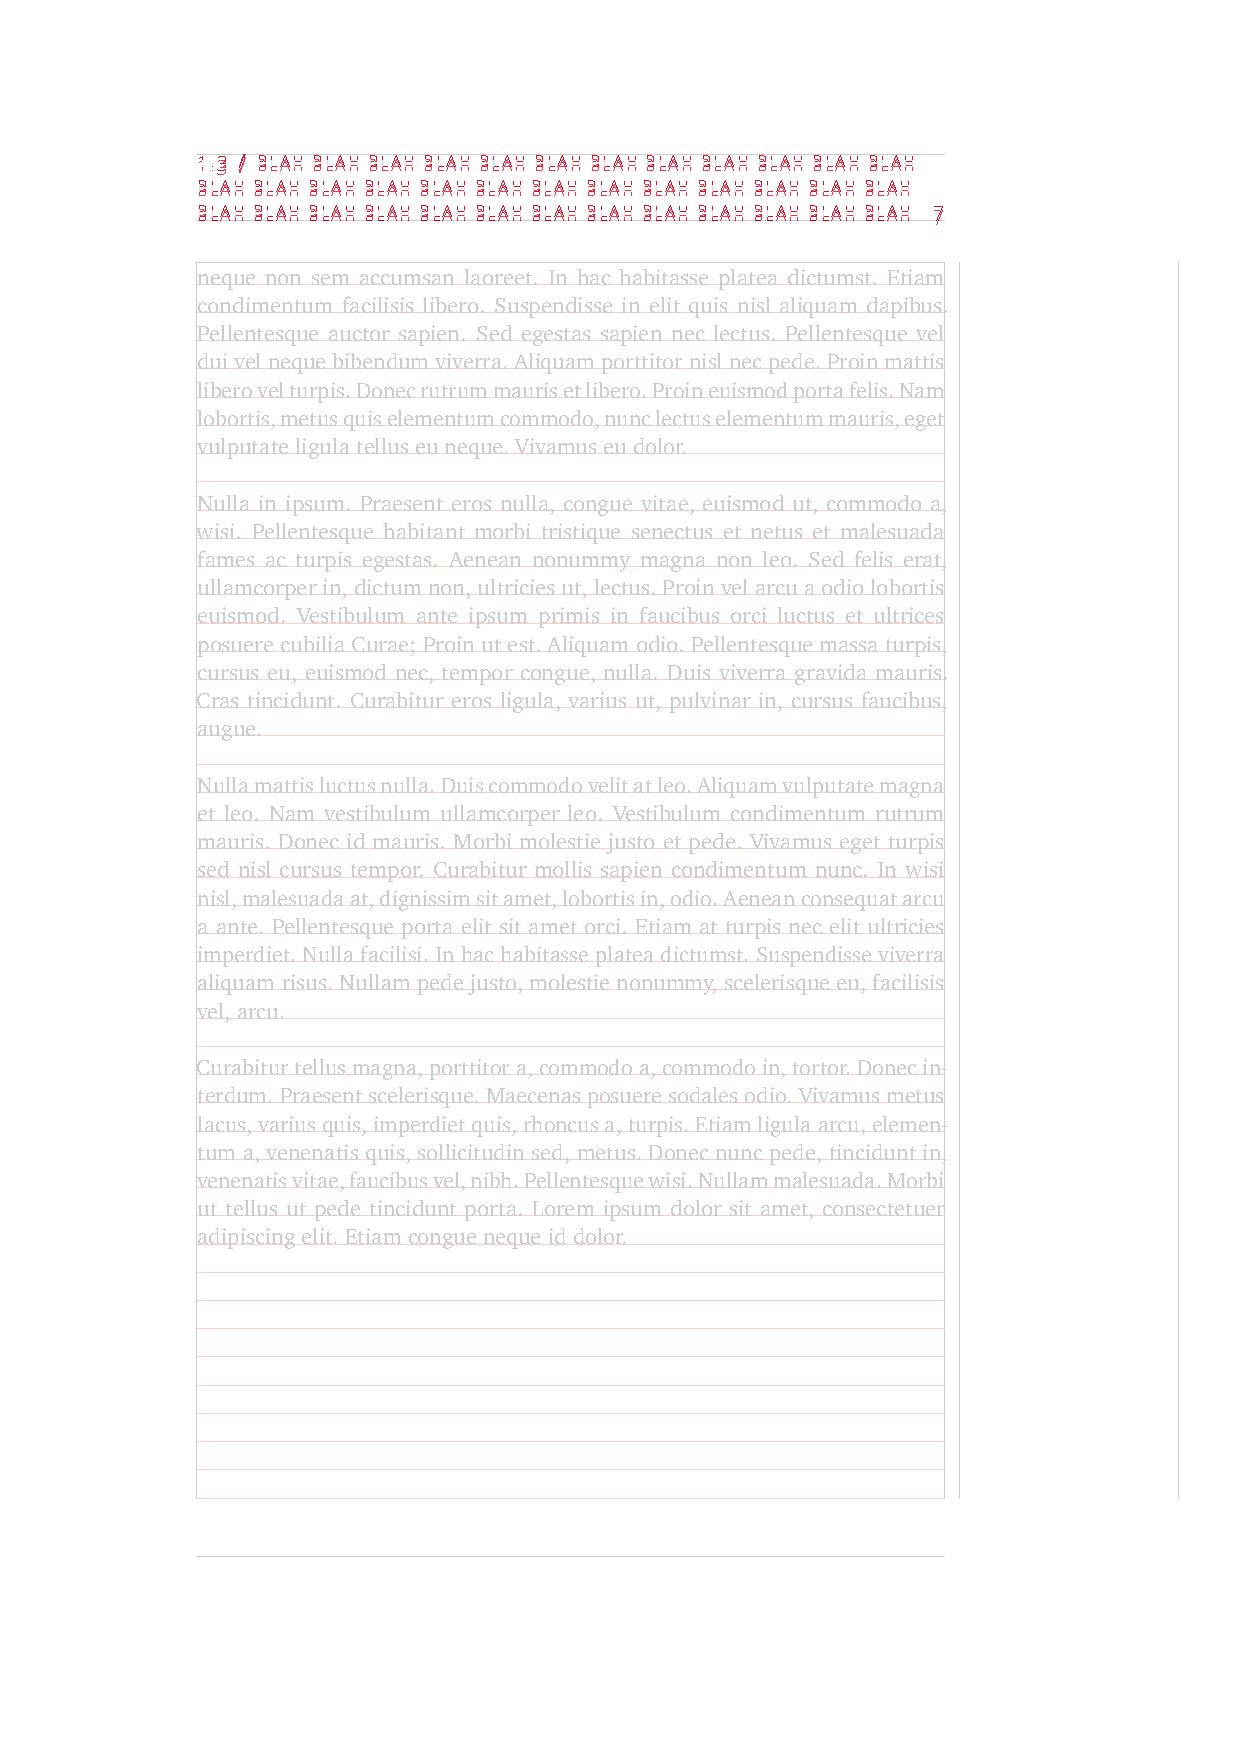 1.3 / BLAH BLAH BLAH BLAH BLAH BLAH BLAH BLAH BLAH BLAH BLAH BLAH
BLAH BLAH BLAH BLAH BLAH BLAH BLAH BLAH BLAH BLAH BLAH BLAH BLAH
BLAH BLAH BLAH BLAH BLAH BLAH BLAH BLAH BLAH BLAH BLAH BLAH BLAH 7
neque non sem accumsan laoreet. In hac habitasse platea dictumst. Etiam
condimentum facilisis libero. Suspendisse in elit quis nisl aliquam dapibus.
Pellentesque auctor sapien. Sed egestas sapien nec lectus. Pellentesque vel
dui vel neque bibendum viverra. Aliquam porttitor nisl nec pede. Proin mattis
libero vel turpis. Donec rutrum mauris et libero. Proin euismod porta felis. Nam
lobortis, metus quis elementum commodo, nunc lectus elementum mauris, eget
vulputate ligula tellus eu neque. Vivamus eu dolor.
Nulla in ipsum. Praesent eros nulla, congue vitae, euismod ut, commodo a,
wisi. Pellentesque habitant morbi tristique senectus et netus et malesuada
fames ac turpis egestas. Aenean nonummy magna non leo. Sed felis erat,
ullamcorper in, dictum non, ultricies ut, lectus. Proin vel arcu a odio lobortis
euismod. Vestibulum ante ipsum primis in faucibus orci luctus et ultrices
posuere cubilia Curae; Proin ut est. Aliquam odio. Pellentesque massa turpis,
cursus eu, euismod nec, tempor congue, nulla. Duis viverra gravida mauris.
Cras tincidunt. Curabitur eros ligula, varius ut, pulvinar in, cursus faucibus,
augue.
Nulla mattis luctus nulla. Duis commodo velit at leo. Aliquam vulputate magna
et leo. Nam vestibulum ullamcorper leo. Vestibulum condimentum rutrum
mauris. Donec id mauris. Morbi molestie justo et pede. Vivamus eget turpis
sed nisl cursus tempor. Curabitur mollis sapien condimentum nunc. In wisi
nisl, malesuada at, dignissim sit amet, lobortis in, odio. Aenean consequat arcu
a ante. Pellentesque porta elit sit amet orci. Etiam at turpis nec elit ultricies
imperdiet. Nulla facilisi. In hac habitasse platea dictumst. Suspendisse viverra
aliquam risus. Nullam pede justo, molestie nonummy, scelerisque eu, facilisis
vel, arcu.
Curabitur tellus magna, porttitor a, commodo a, commodo in, tortor. Donec in-
terdum. Praesent scelerisque. Maecenas posuere sodales odio. Vivamus metus
lacus, varius quis, imperdiet quis, rhoncus a, turpis. Etiam ligula arcu, elemen-
tum a, venenatis quis, sollicitudin sed, metus. Donec nunc pede, tincidunt in,
venenatis vitae, faucibus vel, nibh. Pellentesque wisi. Nullam malesuada. Morbi
ut tellus ut pede tincidunt porta. Lorem ipsum dolor sit amet, consectetuer
adipiscing elit. Etiam congue neque id dolor.